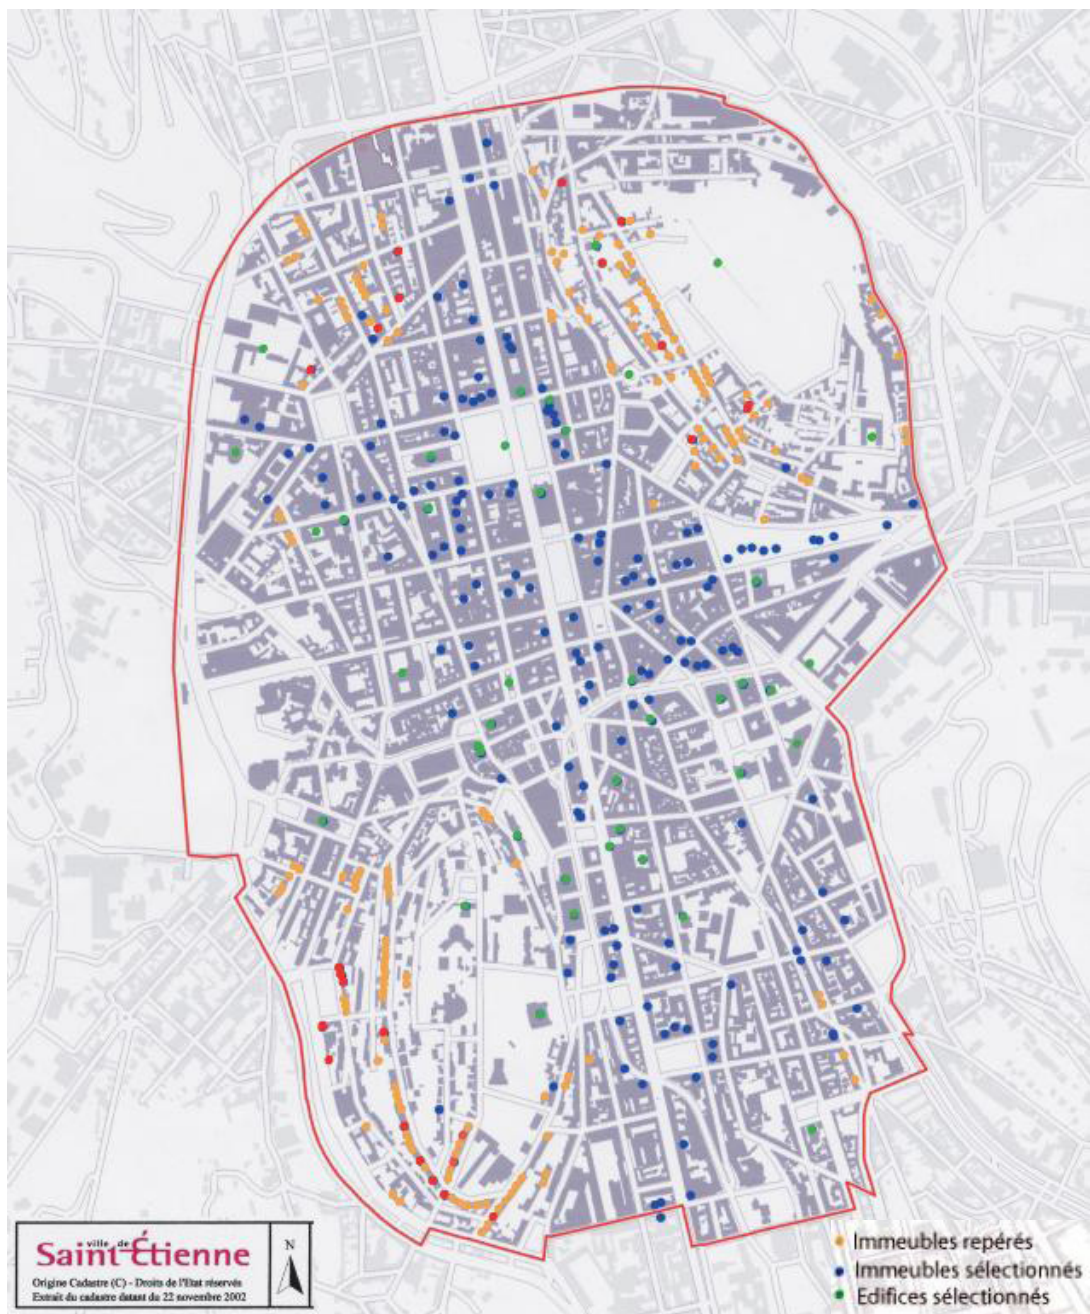 ville de
Saint-Étienne
Origine Cadastre (C) - Droits de l'Etat réservés
Extrait du cadastre datant du 22 novembre 2002
N
Immeubles repérés
Immeubles sélectionnés
Edifices sélectionnés